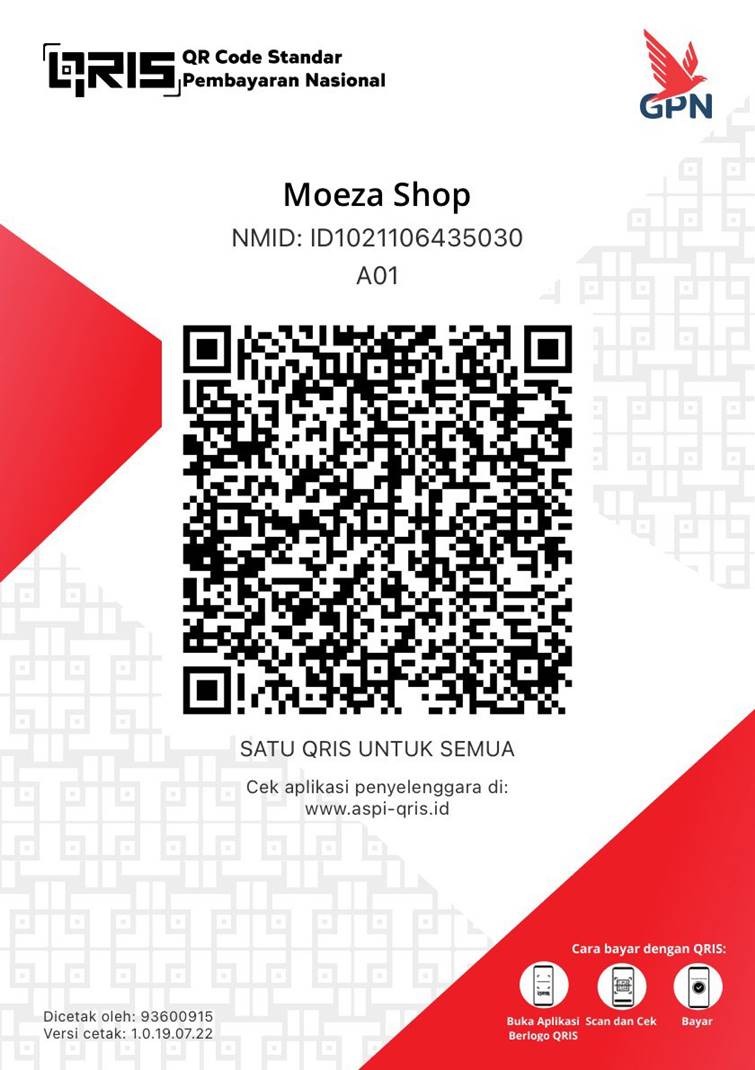 QRIS
QR Code Standar
Pembayaran Nasional
GPN
Moeza Shop
NMID: ID1021106435030
A01
SATU QRIS UNTUK SEMUA
Cek aplikasi penyelenggara di:
www.aspi-qris.id
Cara bayar dengan QRIS:
Buka Aplikasi
Berlogo QRIS
Scan dan Cek
Bayar
Dicetak oleh: 93600915
Versi cetak: 1.0.19.07.22